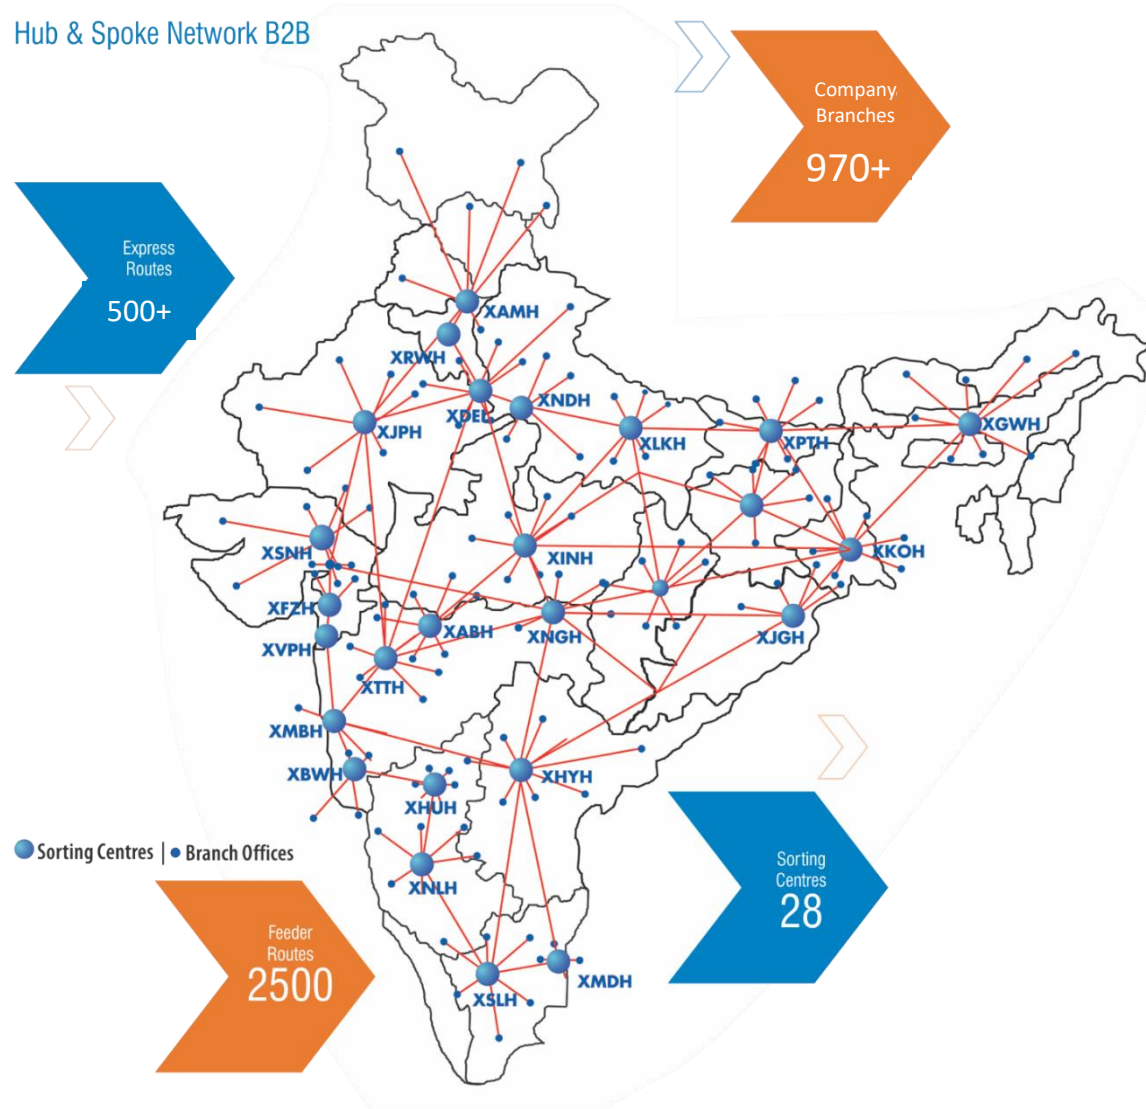 Hub & Spoke Network B2B
Company
Branches
970+
Express
Routes
500+
XAMH
XRWH
XDEL
XNDH
XJPH
XLKH
XPTH
XGWH
XSNH
XINH
XKOH
XFZH
XABH
XNGH
XJGH
XVPH
XTTH
XMBH
XBWH
XHYH
XHUH
Sorting Centres | Branch Offices
XNLH
Sorting
Centres
28
Feeder
Routes
2500
XSLH
XMDH